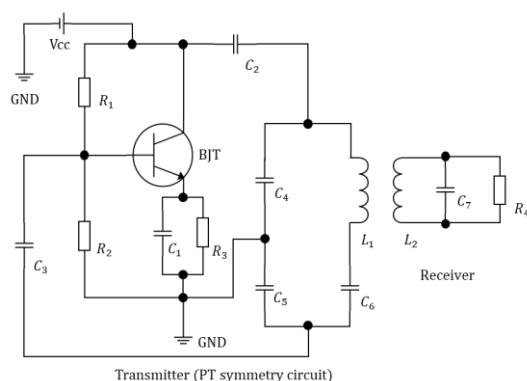 Vcc
GND
R₁
C₂
BJT
C₄
C₇
R₄
R₂
C₁
R₃
L₁
L₂
C₃
C₅
C₆
Receiver
GND
Transmitter (PT symmetry circuit)